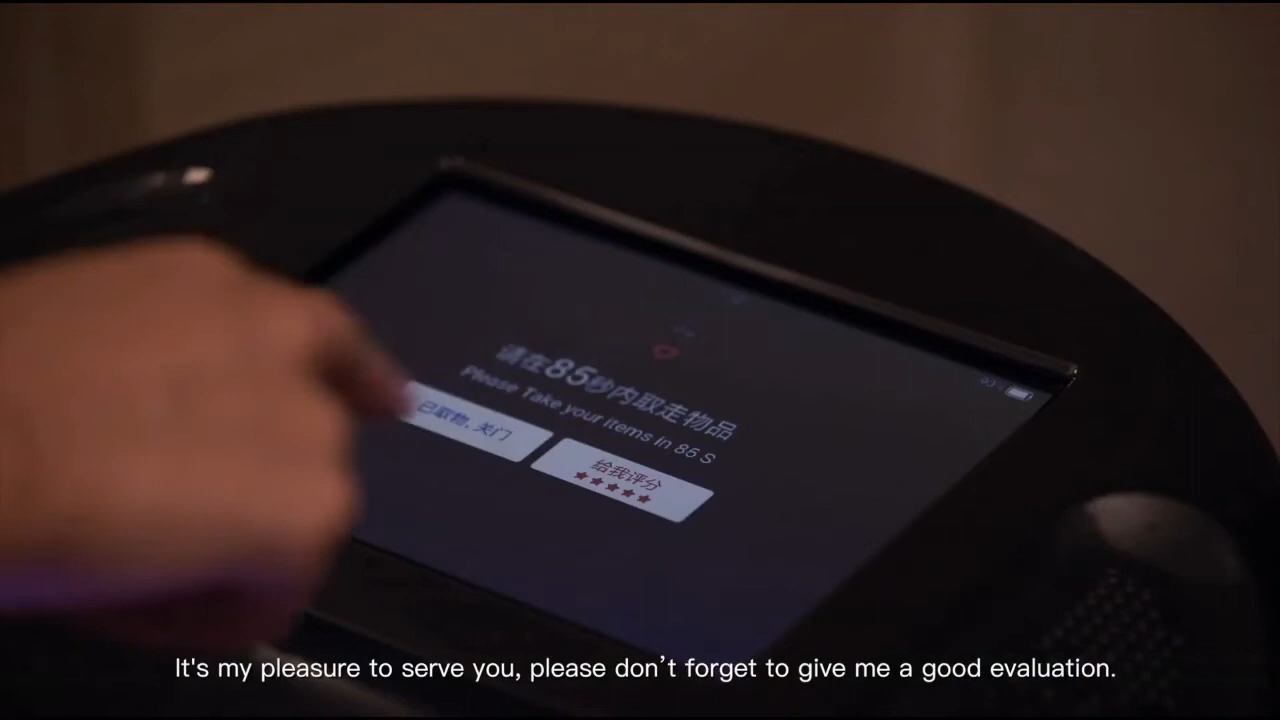 请在85秒内取走物品
Please Take your items in 85 S
已取物,关门
给我评分
It's my pleasure to serve you, please don't forget to give me a good evaluation.